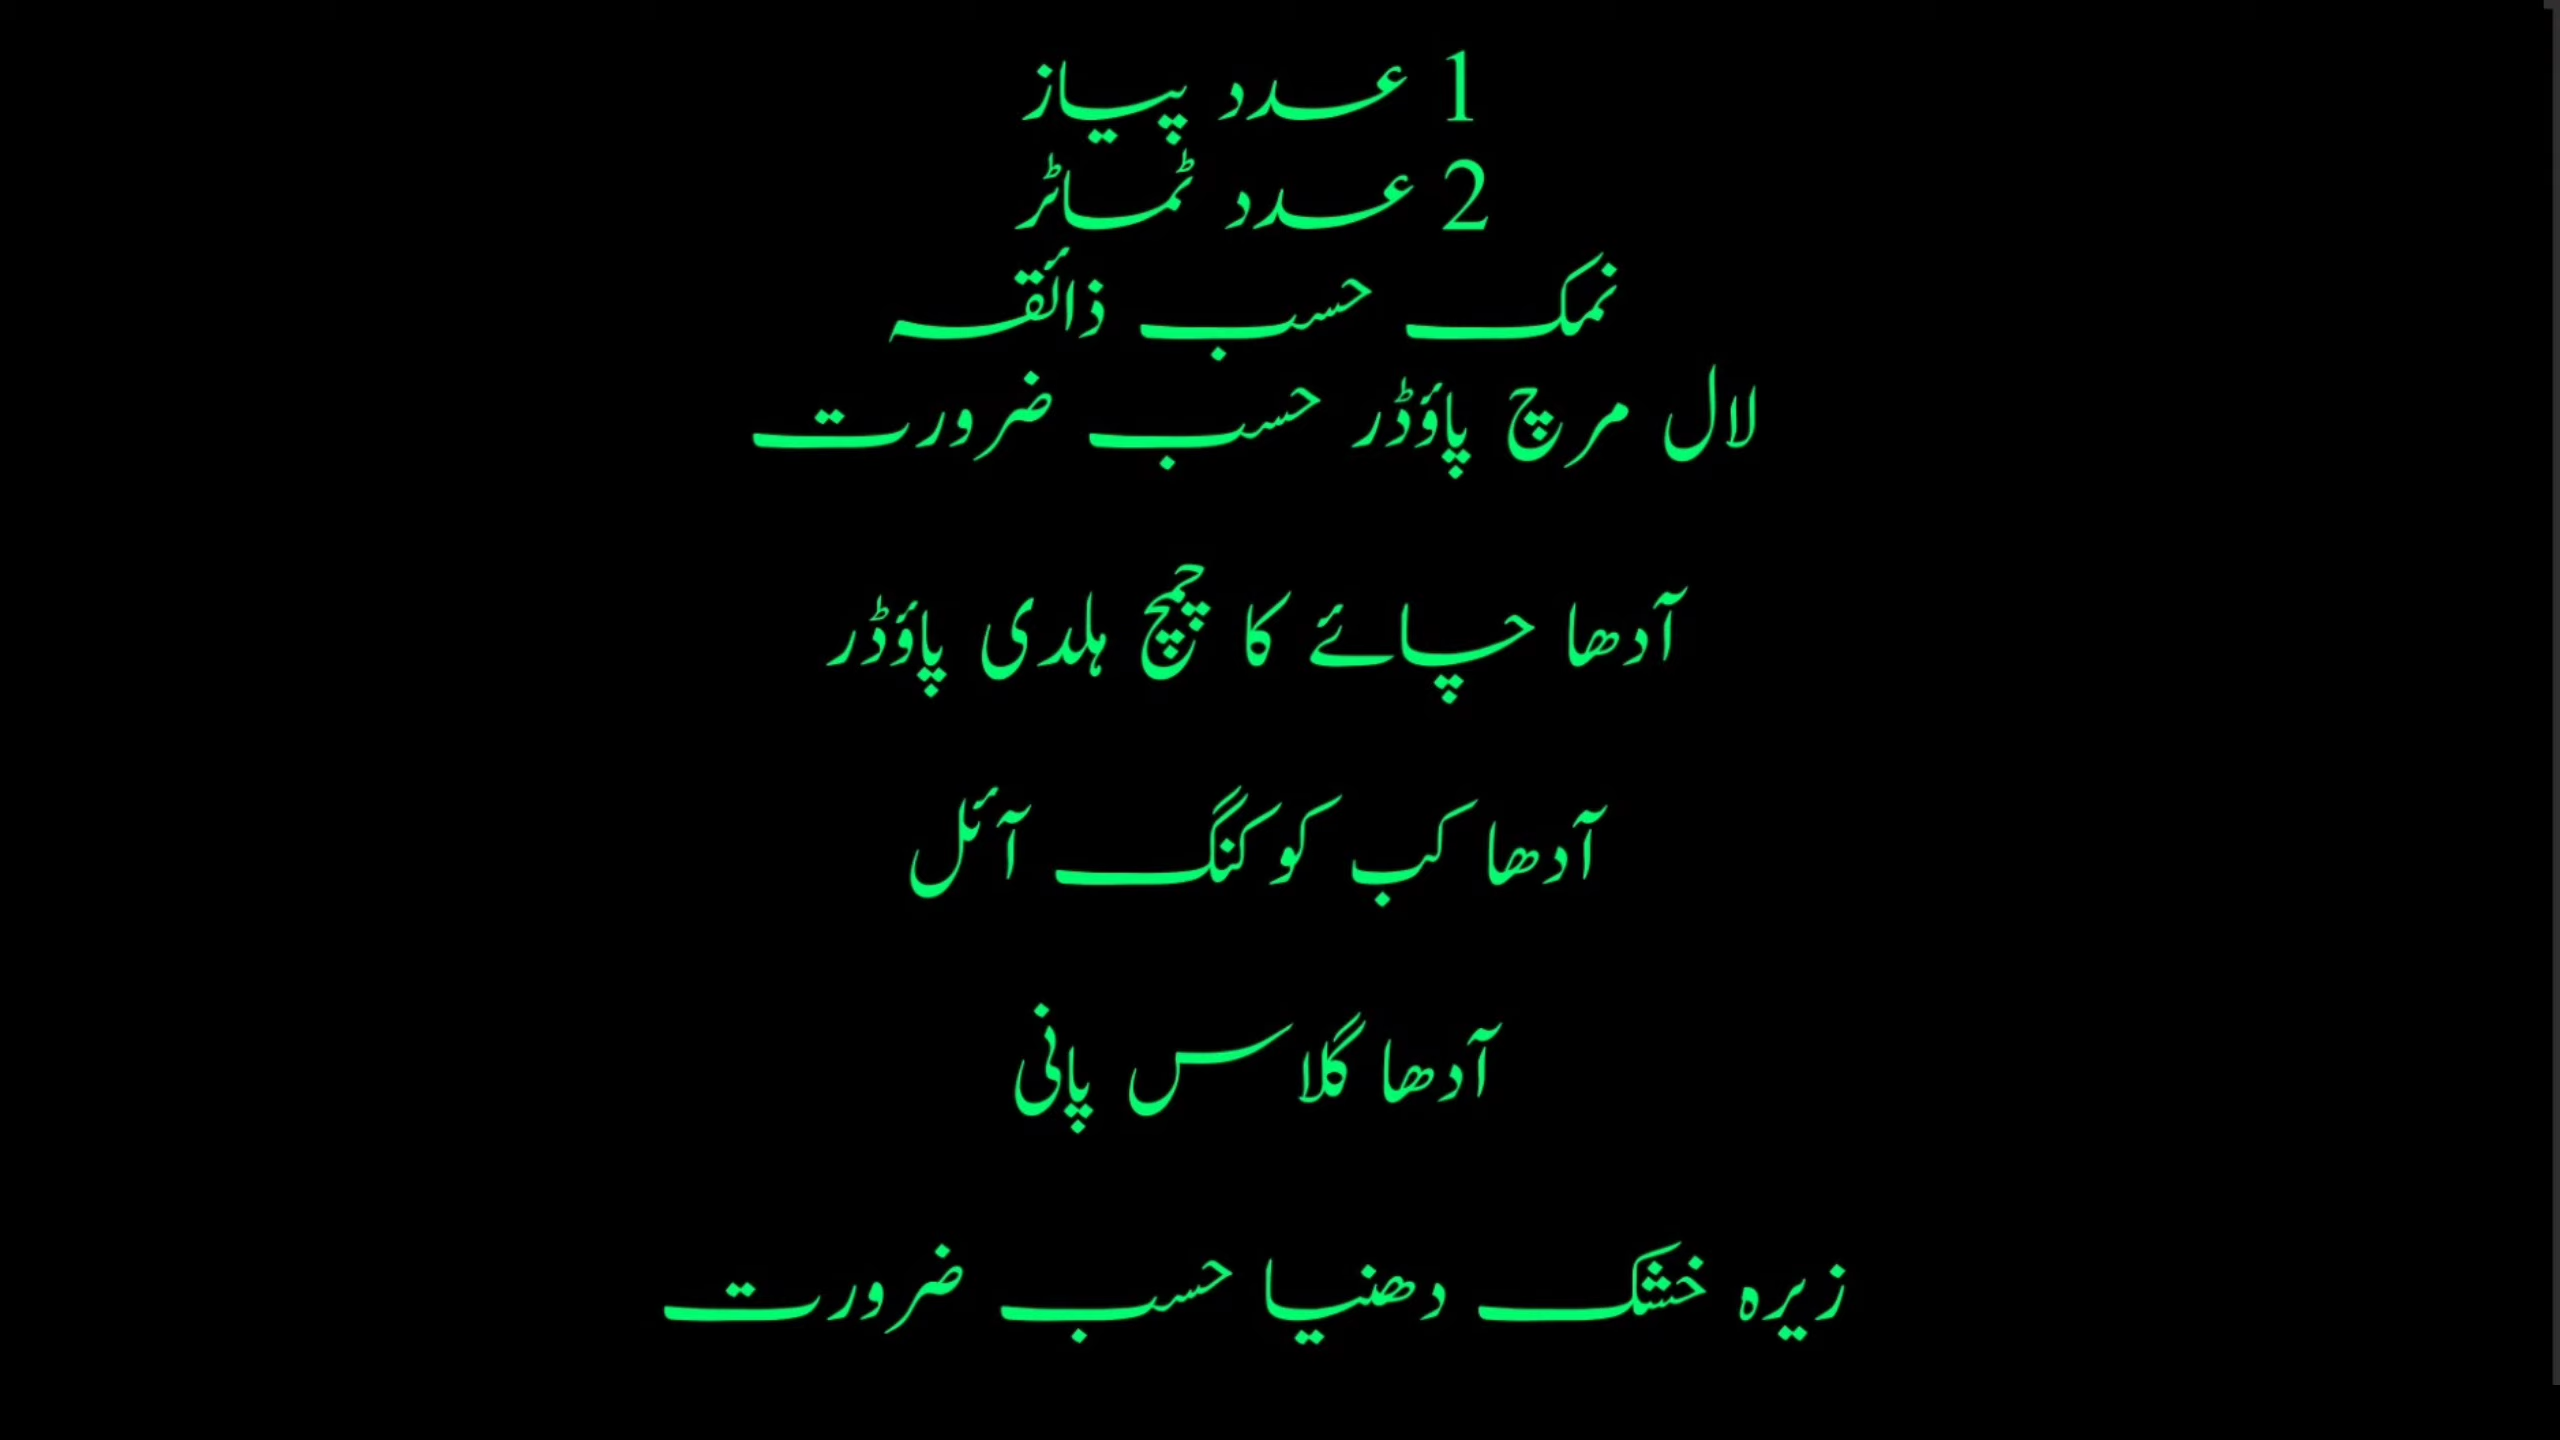 1 عدد پیاز
2 عدد ٹماٹر
نمک حسب ذائقہ
لال مرچ پاؤڈر حسب ضرورت
آدھا چائے کا چمچ ہلدی پاؤڈر
آدھا کب کوکنگ آئل
آدھا گلاس پانی
زیرہ خشک دھنیا حسب ضرورت